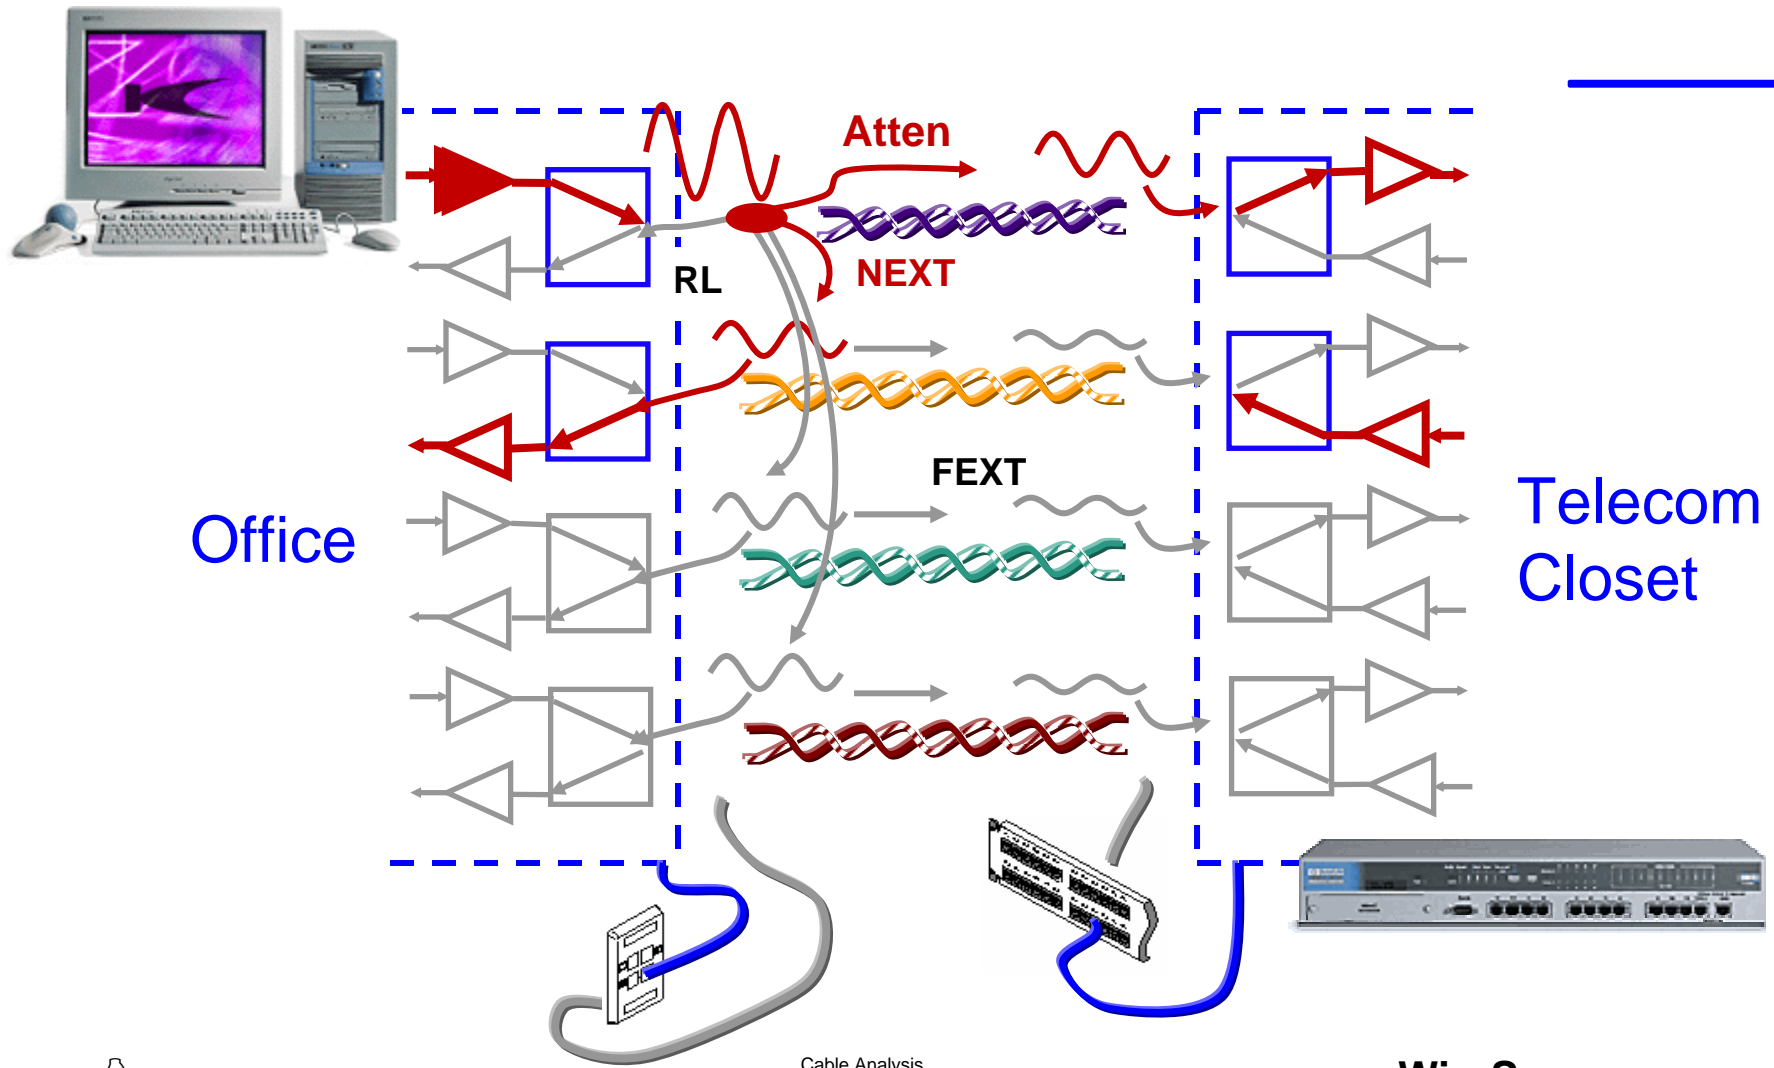 Atten
RL
NEXT
FEXT
Office
Telecom
Closet
Cable Analysis